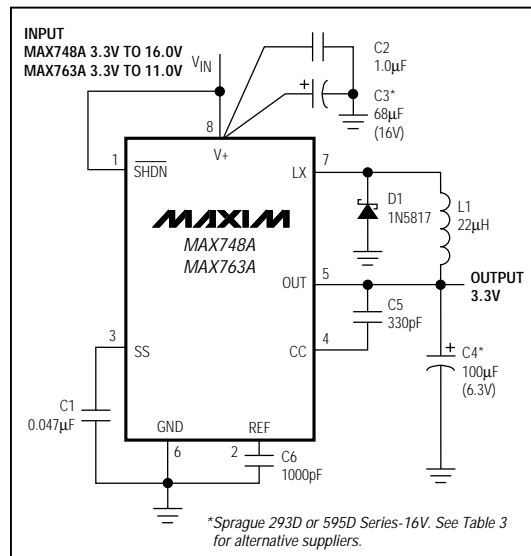 INPUT
MAX748A 3.3V TO 16.0V
MAX763A 3.3V TO 11.0V
VIN
C2
1.0µF
C3*
68µF
(16V)
8
V+
1
SHDN
LX
7
D1
1N5817
L1
22µH
MAXIM
MAX748A
MAX763A
OUT
5
OUTPUT
3.3V
C5
330pF
3
SS
CC
4
C4*
100µF
(6.3V)
C1
0.047µF
GND
REF
6
2
C6
1000pF
*Sprague 293D or 595D Series-16V. See Table 3
for alternative suppliers.